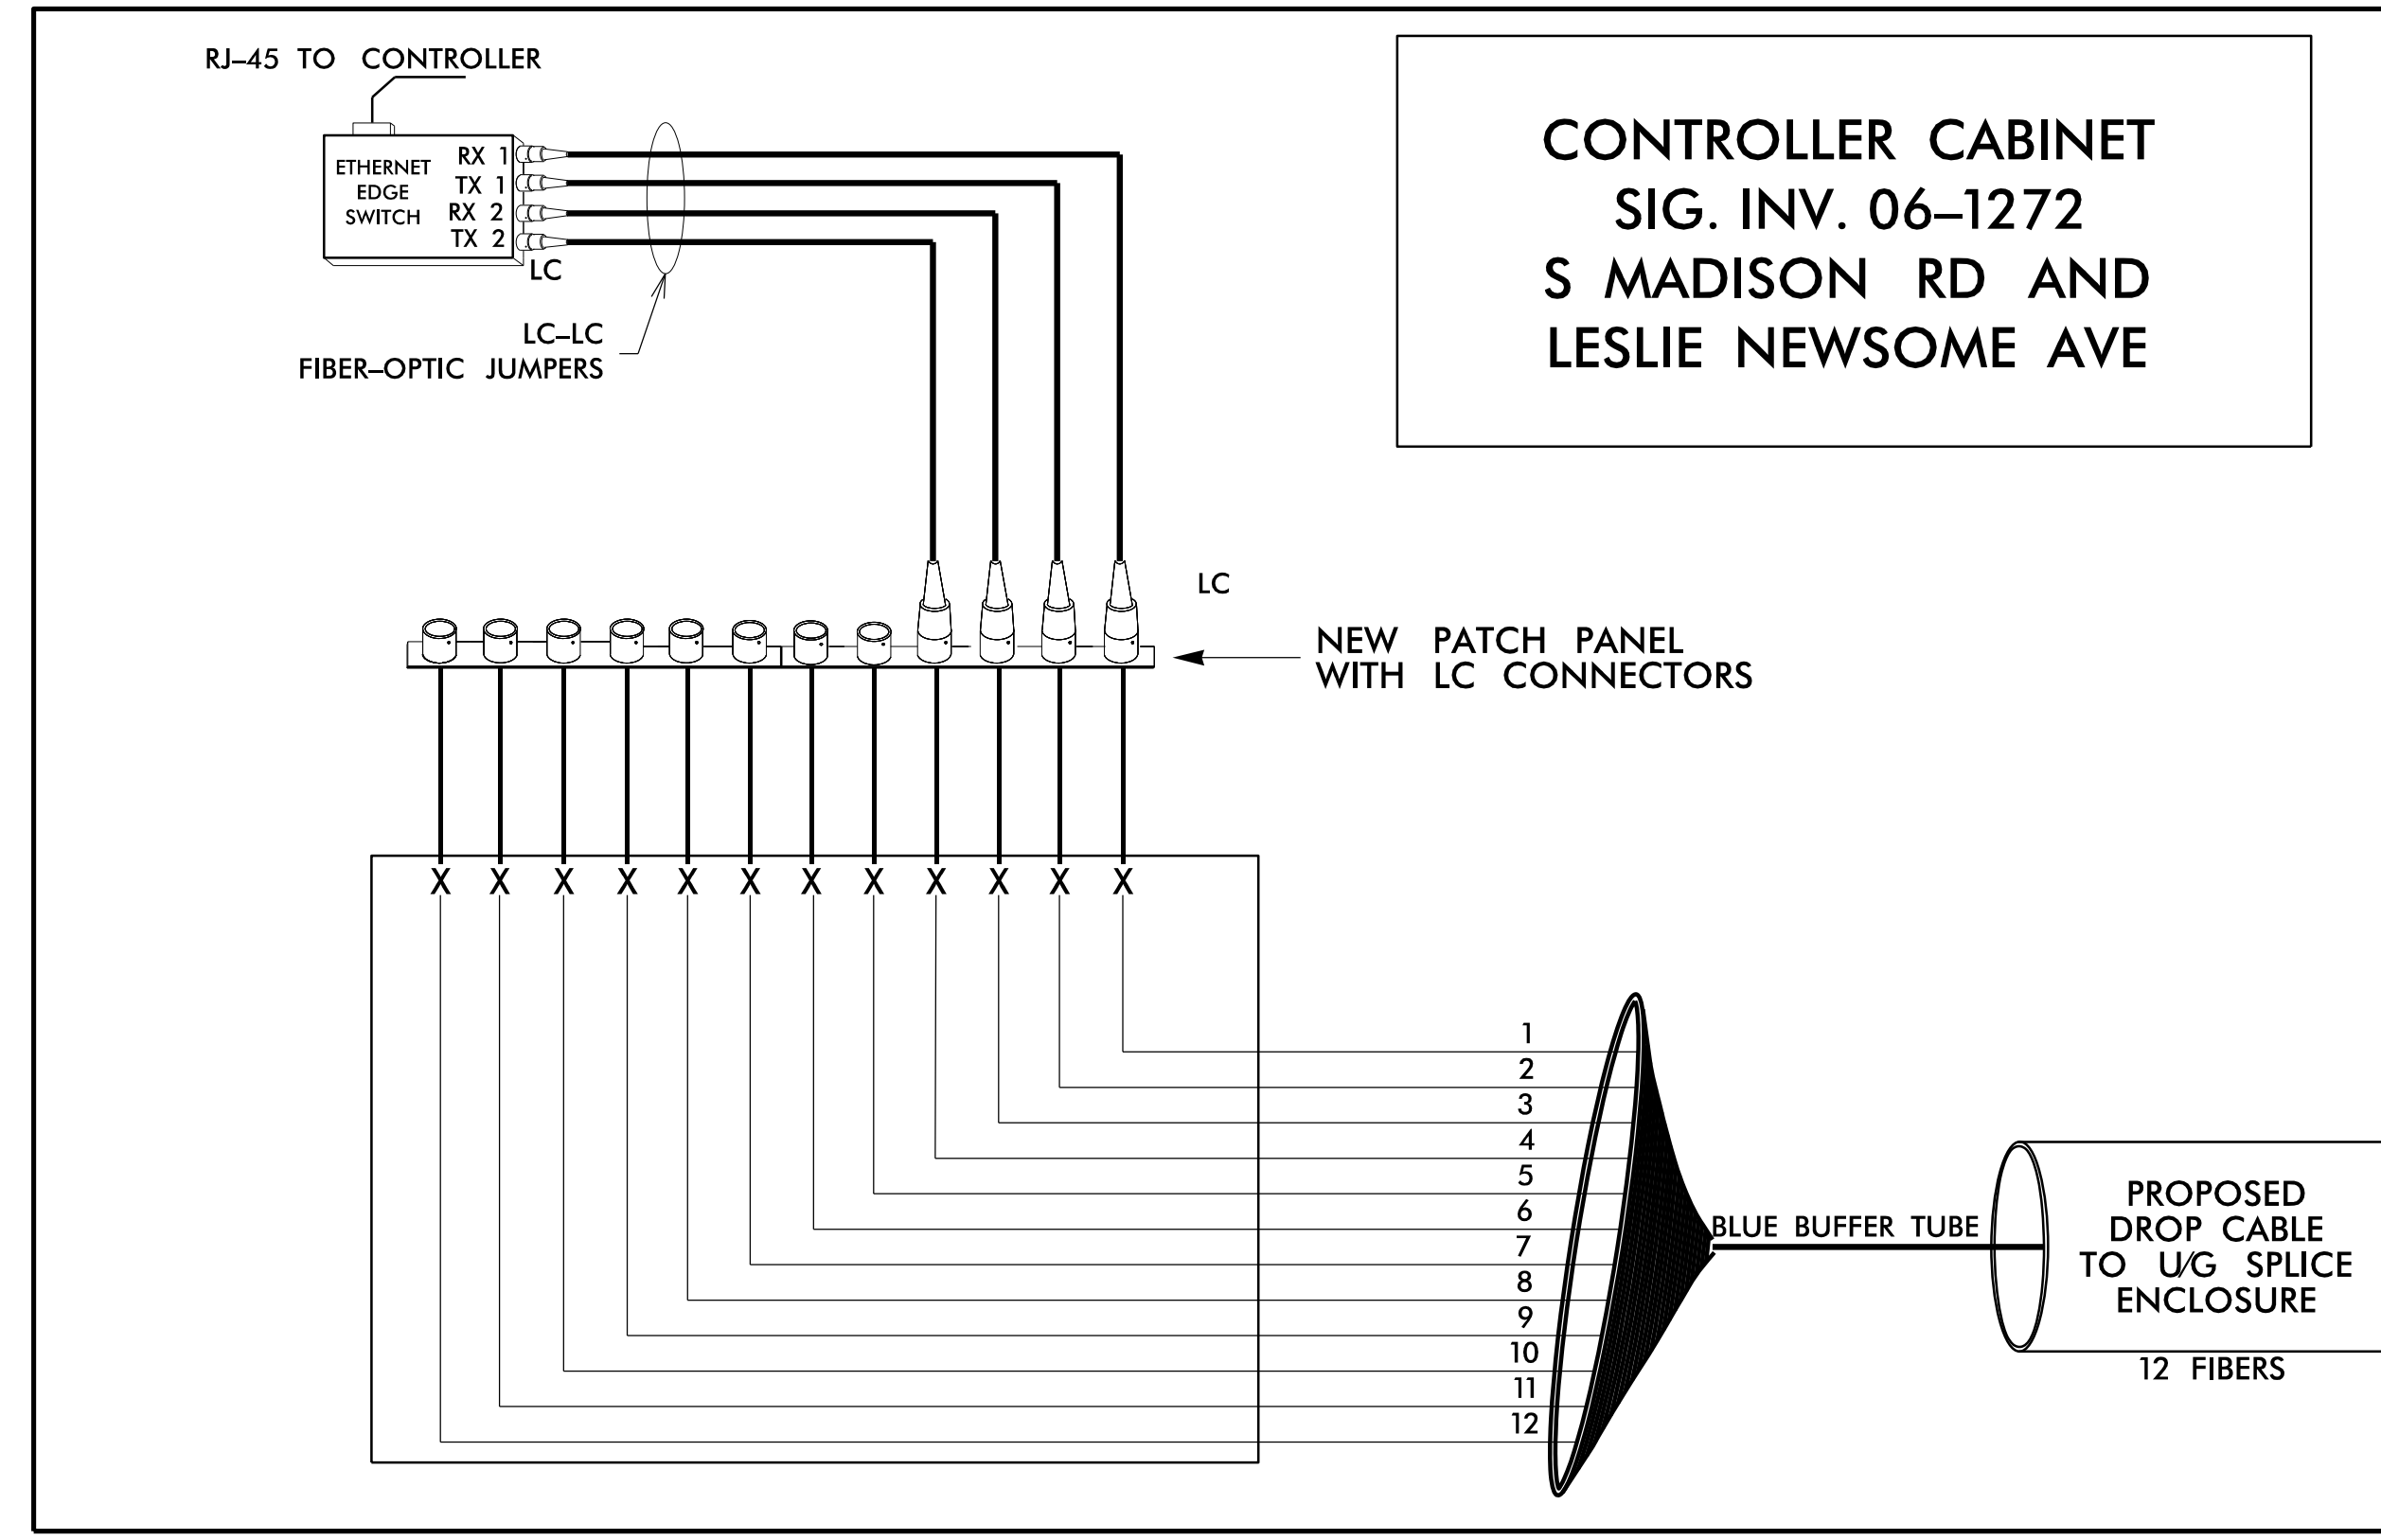 RJ–45 TO CONTROLLER
ETHERNET
EDGE
SWITCH
RX 1
TX 1
RX 2
TX 2
LC
LC–LC
FIBER–OPTIC JUMPERS
CONTROLLER CABINET
SIG. INV. 06–1272
S MADISON RD AND
LESLIE NEWSOME AVE
LC
NEW PATCH PANEL
WITH LC CONNECTORS
X X X X X X X X X X X X
1
2
3
4
5
6
7
8
9
10
11
12
BLUE BUFFER TUBE
PROPOSED
DROP CABLE
TO U/G SPLICE
ENCLOSURE
12 FIBERS